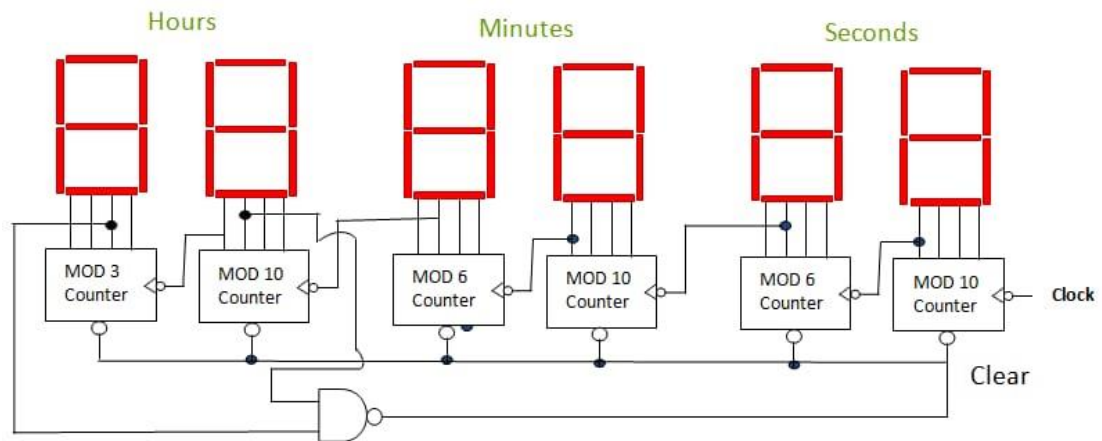 Hours
Minutes
Seconds
MOD 3
Counter
MOD 10
Counter
MOD 6
Counter
MOD 10
Counter
MOD 6
Counter
MOD 10
Counter
Clock
Clear